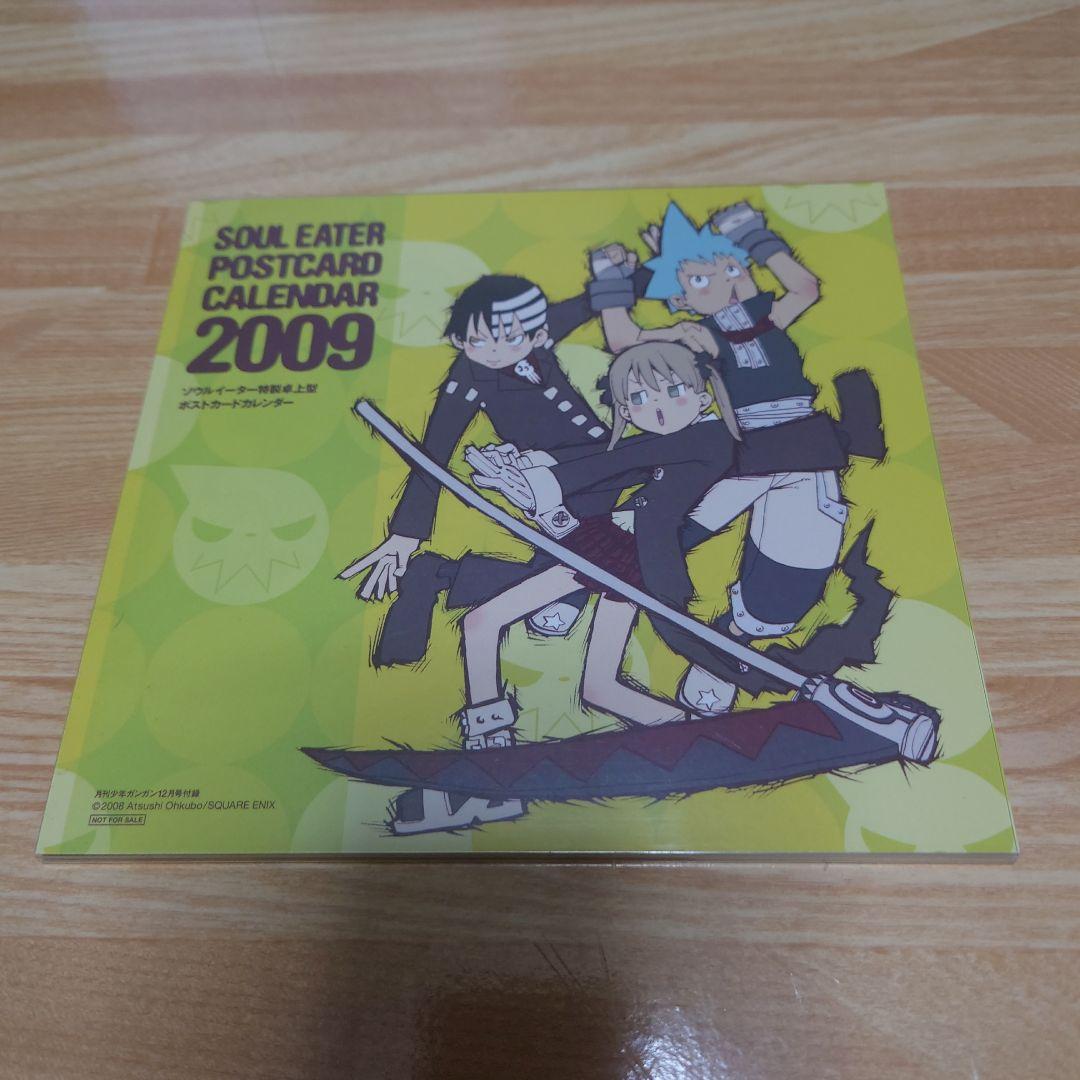 SOUL EATER
POSTCARD
CALENDAR
2009
ソウルイーター特製卓上型
ポストカードカレンダー
月刊少年ガンガン12月号付録
©2008 Atsushi Ohkubo/SQUARE ENIX
NOT FOR SALE